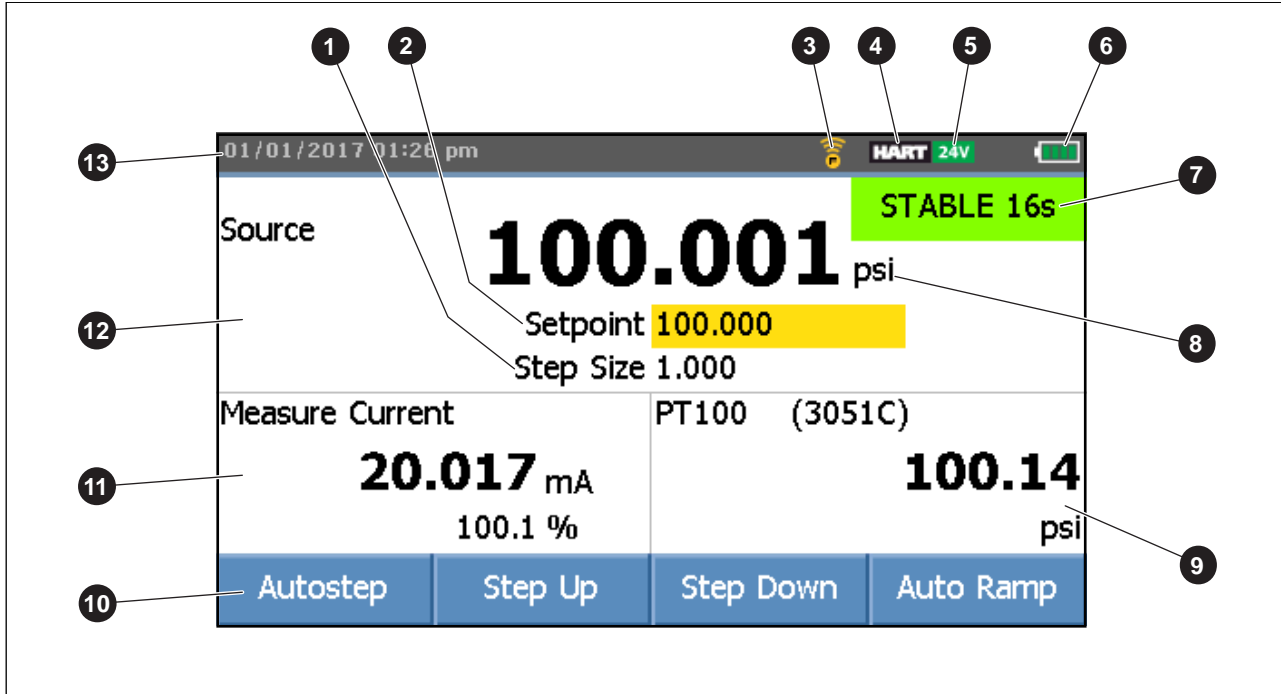 1 2 3 4 5 6
13 01/01/2017 01:26 pm HART 24V
7
STABLE 16s
Source 100.001 psi
12 Setpoint 100.000
8
Step Size 1.000
Measure Current PT100 (3051C)
11 20.017 mA 100.14
100.1 % psi
9
10 Autostep Step Up Step Down Auto Ramp